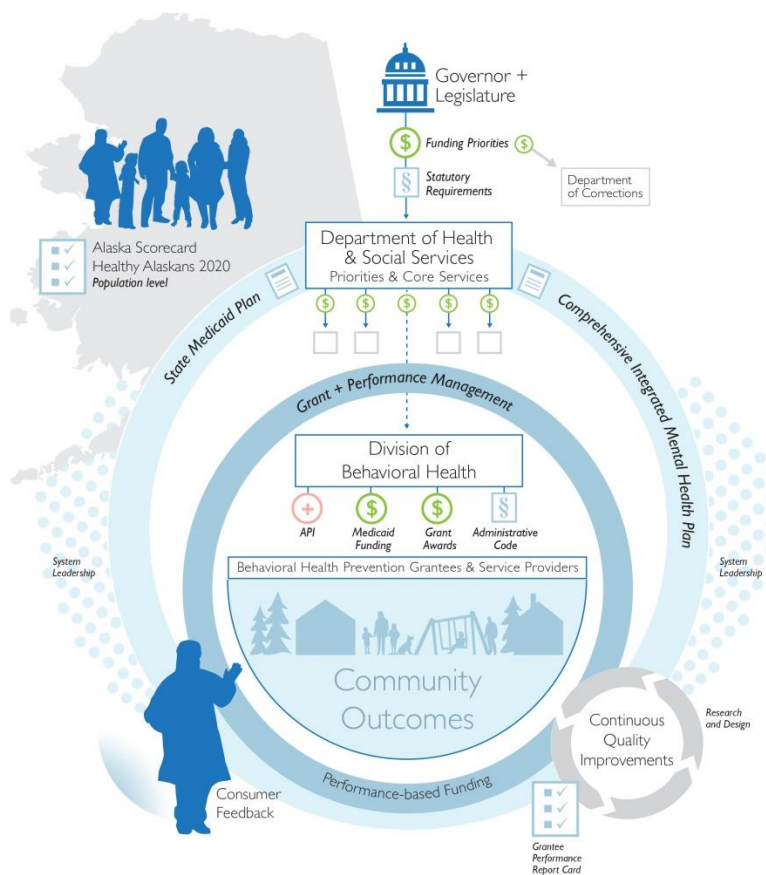 Governor +
Legislature
$
Funding Priorities
$
§
Statutory
Requirements
Department
of Corrections
Alaska Scorecard
Healthy Alaskans 2020
Population level
Department of Health
& Social Services
Priorities & Core Services
$
$
$
$
$
State Medicaid Plan
Comprehensive Integrated Mental Health Plan
Grant + Performance Management
Division of
Behavioral Health
+
API
$
Medicaid
Funding
$
Grant
Awards
§
Administrative
Code
System
Leadership
System
Leadership
Behavioral Health Prevention Grantees & Service Providers
Community
Outcomes
Performance-based Funding
Consumer
Feedback
Continuous
Quality
Improvements
Research
and Design
Grantee
Performance
Report Card